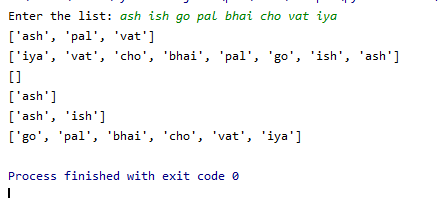 Enter the list: ash ish go pal bhai cho vat iya
['ash', 'pal', 'vat']
['iya', 'vat', 'cho', 'bhai', 'pal', 'go', 'ish', 'ash']
[]
['ash']
['ash', 'ish']
['go', 'pal', 'bhai', 'cho', 'vat', 'iya']
Process finished with exit code 0